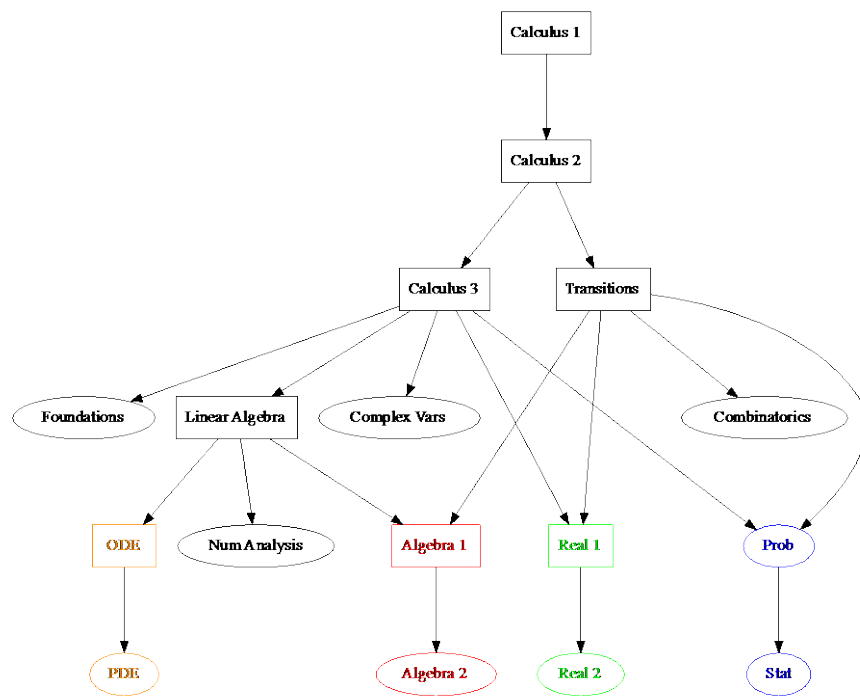 Calculus 1
Calculus 2
Calculus 3
Transitions
Foundations
Linear Algebra
Complex Vars
Combinatorics
ODE
Num Analysis
Algebra 1
Real 1
Prob
PDE
Algebra 2
Real 2
Stat